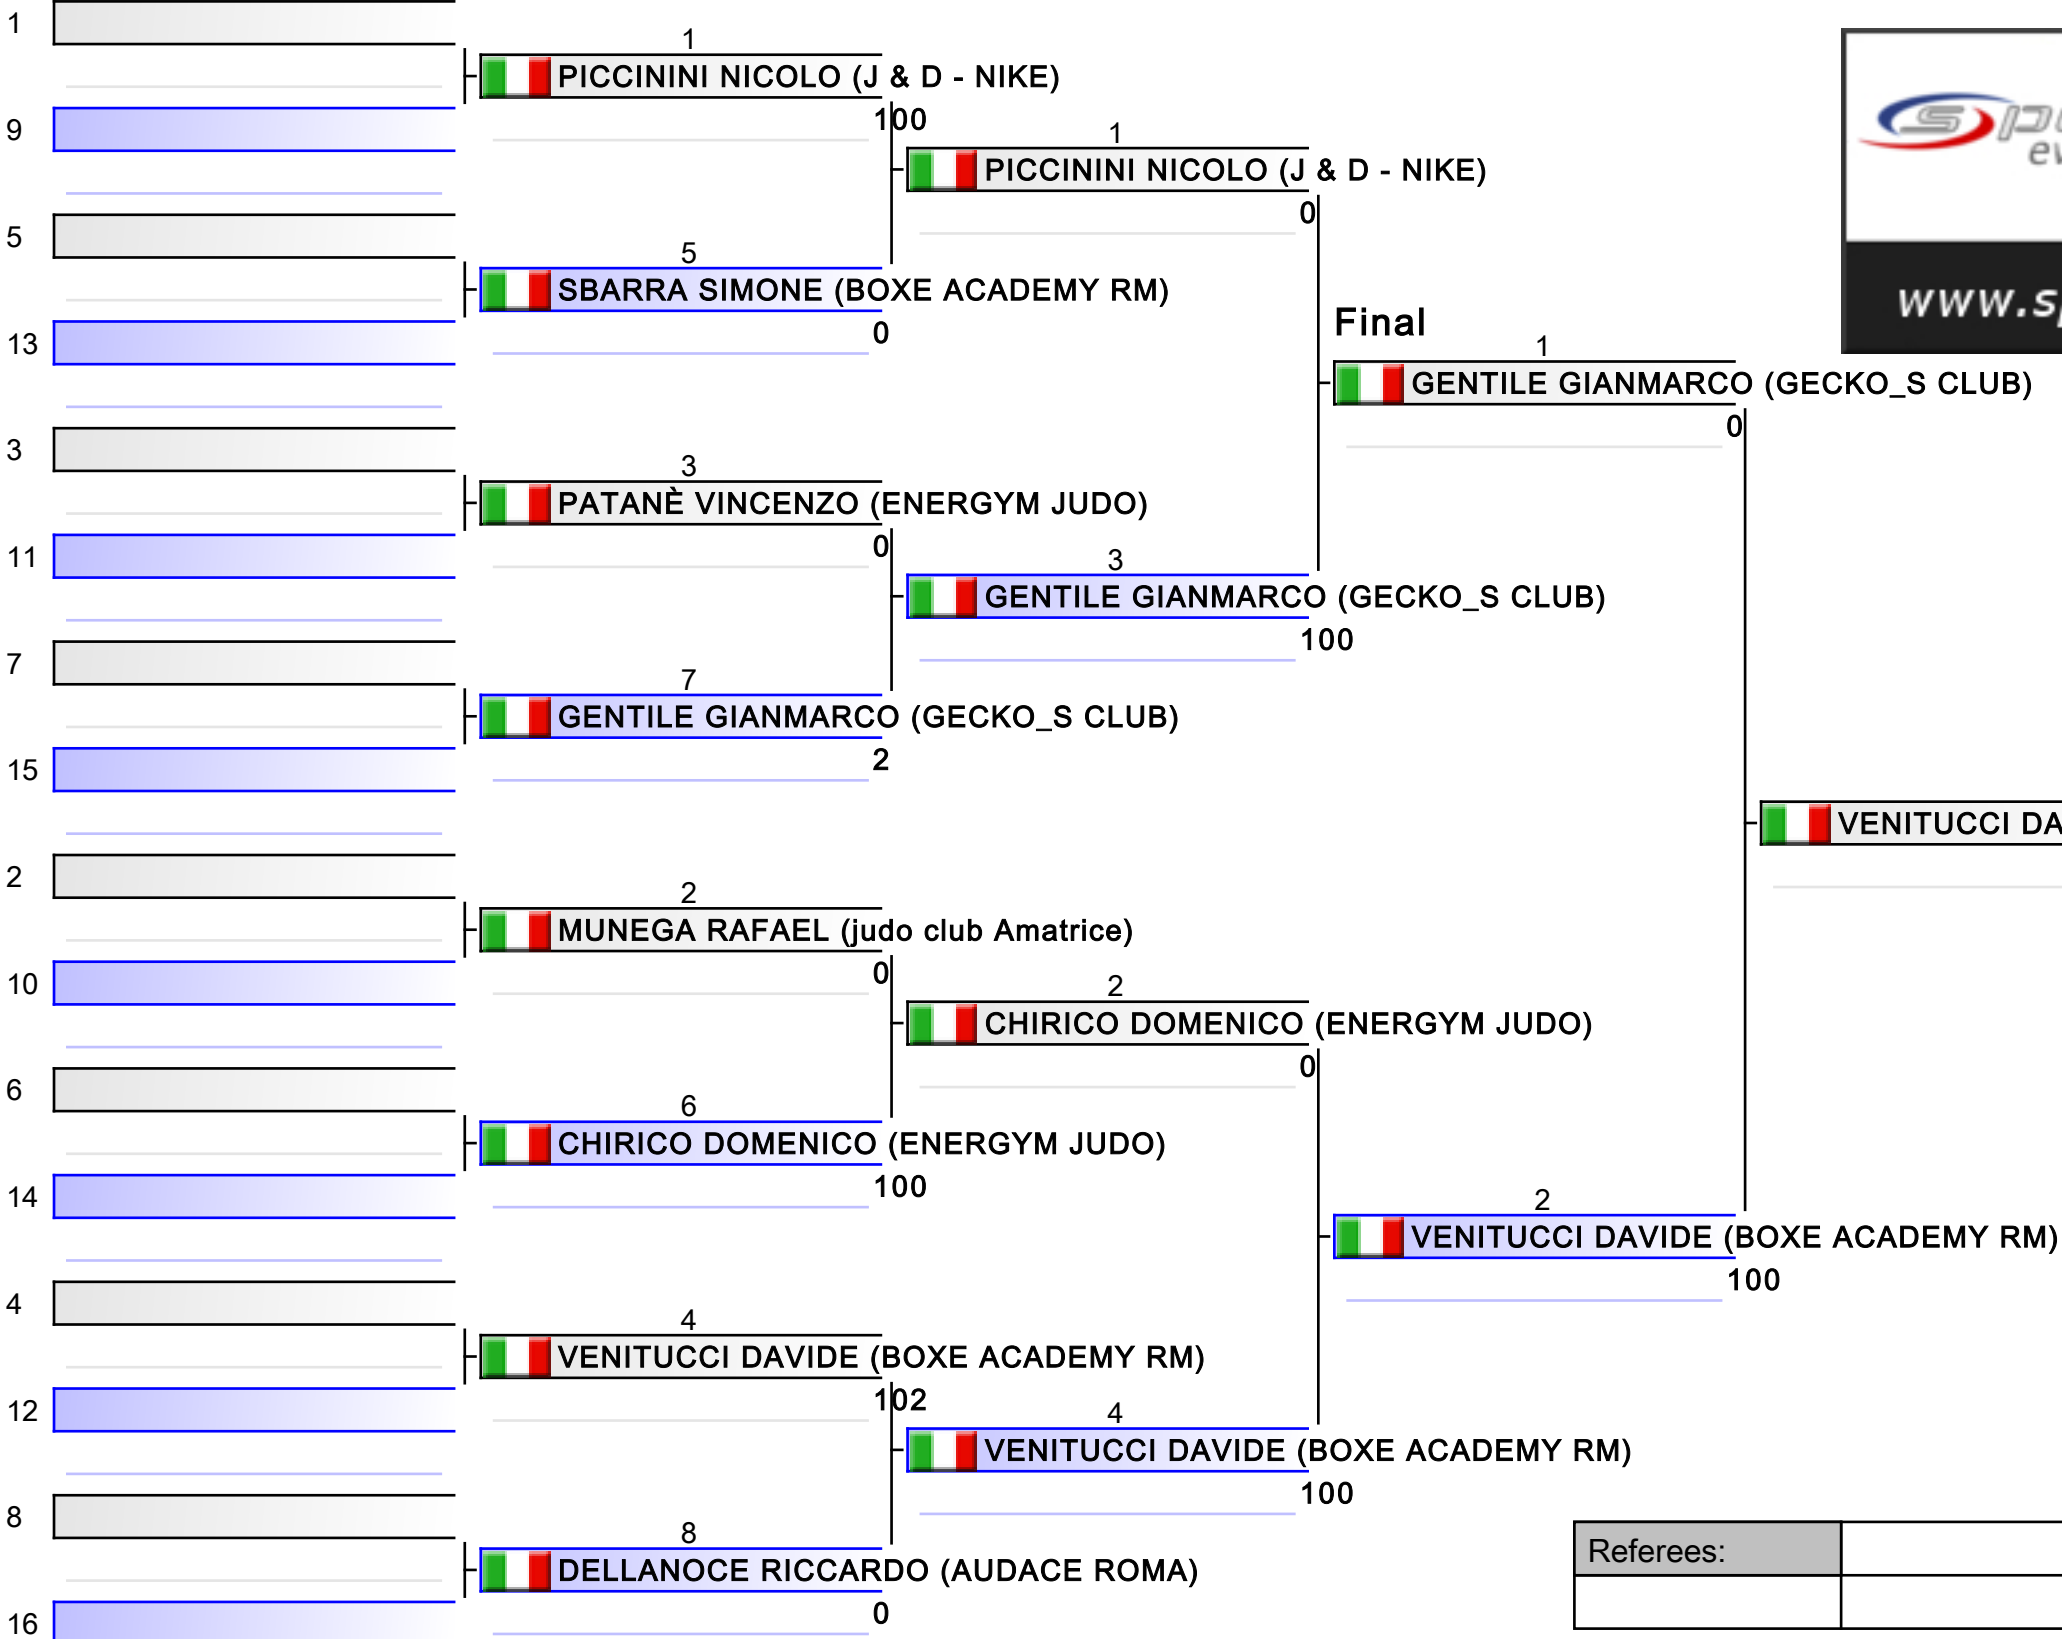 1
1
PICCININI NICOLO (J & D - NIKE)
100
9
1
PICCININI NICOLO (J & D - NIKE)
0
5
5
SBARRA SIMONE (BOXE ACADEMY RM)
0
13
Final
1
GENTILE GIANMARCO (GECKO_S CLUB)
0
3
3
PATANÈ VINCENZO (ENERGYM JUDO)
0
11
3
GENTILE GIANMARCO (GECKO_S CLUB)
100
7
7
GENTILE GIANMARCO (GECKO_S CLUB)
2
15
VENITUCCI DA
2
2
MUNEGA RAFAEL (judo club Amatrice)
0
10
2
CHIRICO DOMENICO (ENERGYM JUDO)
0
6
6
CHIRICO DOMENICO (ENERGYM JUDO)
100
14
2
VENITUCCI DAVIDE (BOXE ACADEMY RM)
100
4
4
VENITUCCI DAVIDE (BOXE ACADEMY RM)
102
12
4
VENITUCCI DAVIDE (BOXE ACADEMY RM)
100
8
8
DELLANOCE RICCARDO (AUDACE ROMA)
0
16
Referees:
www.s